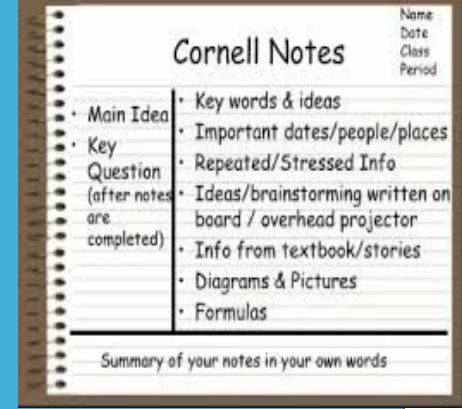 Name
Date
Class
Period
Cornell Notes
· Main Idea
· Key
Question
(after notes
are
completed)
· Key words & ideas
· Important dates/people/places
· Repeated/Stressed Info
· Ideas/brainstorming written on
board / overhead projector
· Info from textbook/stories
· Diagrams & Pictures
· Formulas
Summary of your notes in your own words